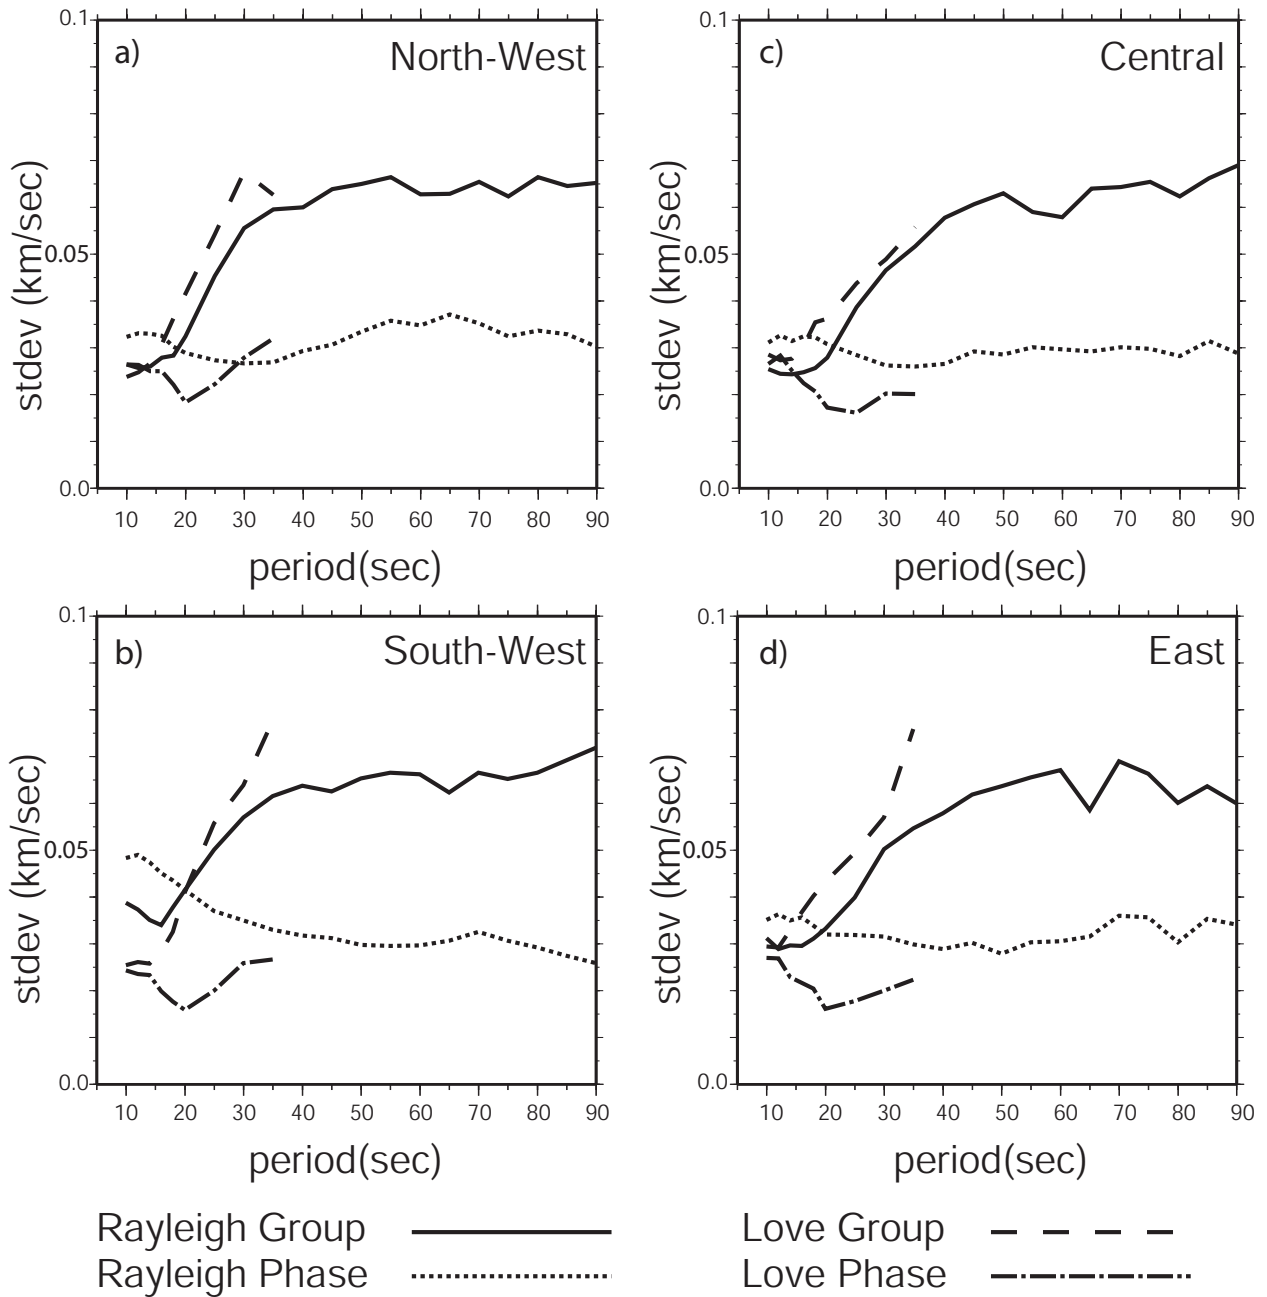 0.1
a)
North-West
stdev (km/sec)
0.05
0.0
10 20 30 40 50 60 70 80 90
period(sec)
c)
Central
stdev (km/sec)
0.05
0.0
10 20 30 40 50 60 70 80 90
period(sec)
0.1
0.1
b)
South-West
stdev (km/sec)
0.05
0.0
10 20 30 40 50 60 70 80 90
period(sec)
0.1
d)
East
stdev (km/sec)
0.05
0.0
10 20 30 40 50 60 70 80 90
period(sec)
Rayleigh Group
Rayleigh Phase
Love Group
Love Phase